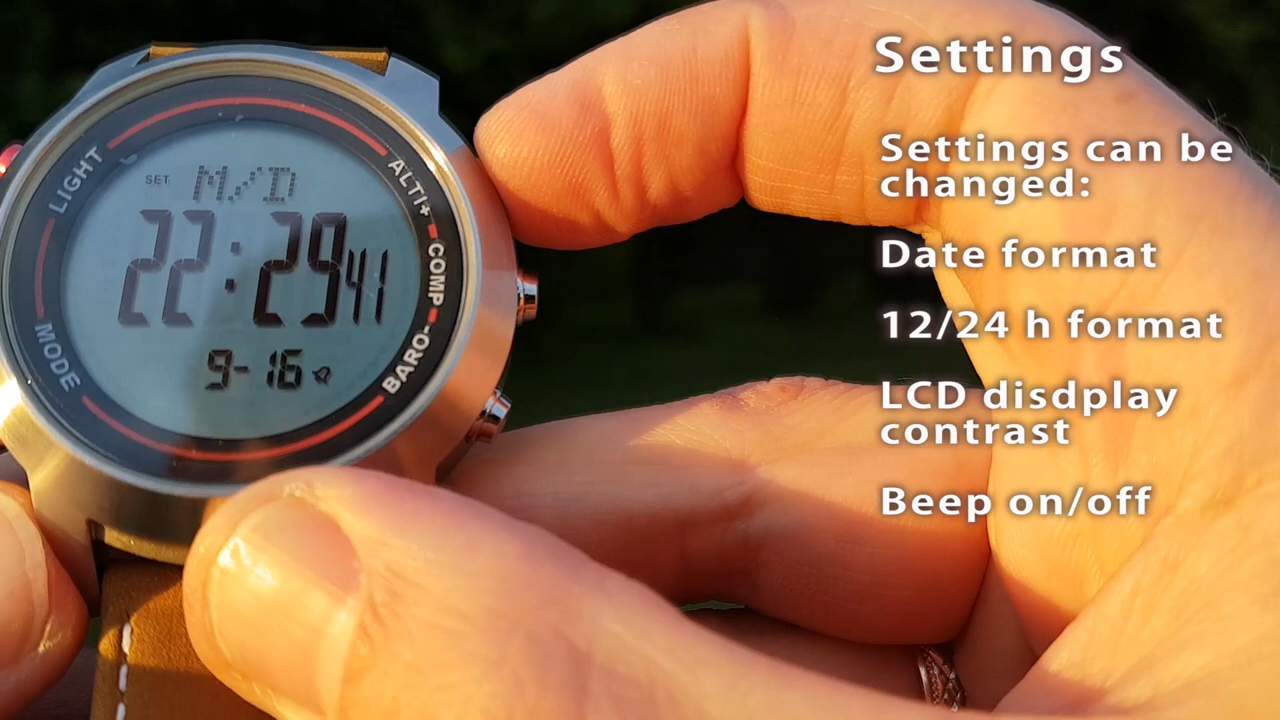 LIGHT
ALTI+
COMP
BARO-
MODE
SET M/D
22:29 41
9-16
Settings
Settings can be
changed:
Date format
12/24 h format
LCD disdplay
contrast
Beep on/off